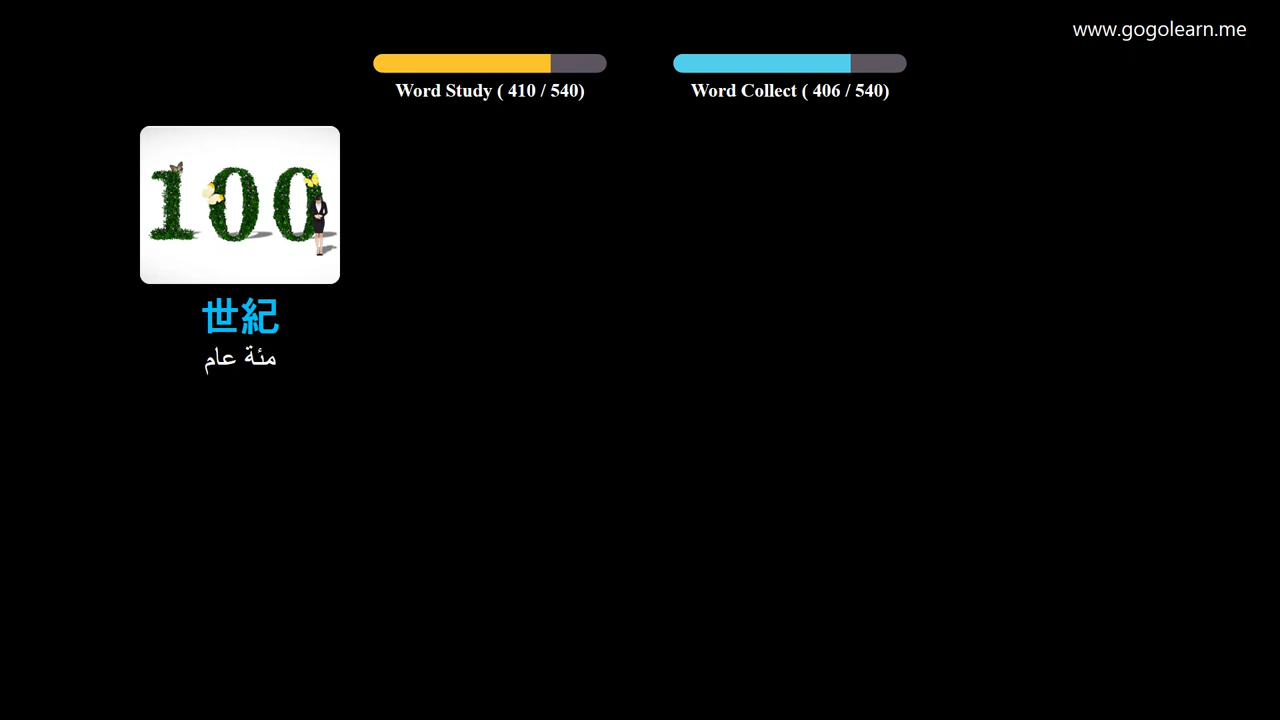 www.gogolearn.me
Word Study ( 410 / 540)
Word Collect ( 406 / 540)
100
世紀
مئة عام